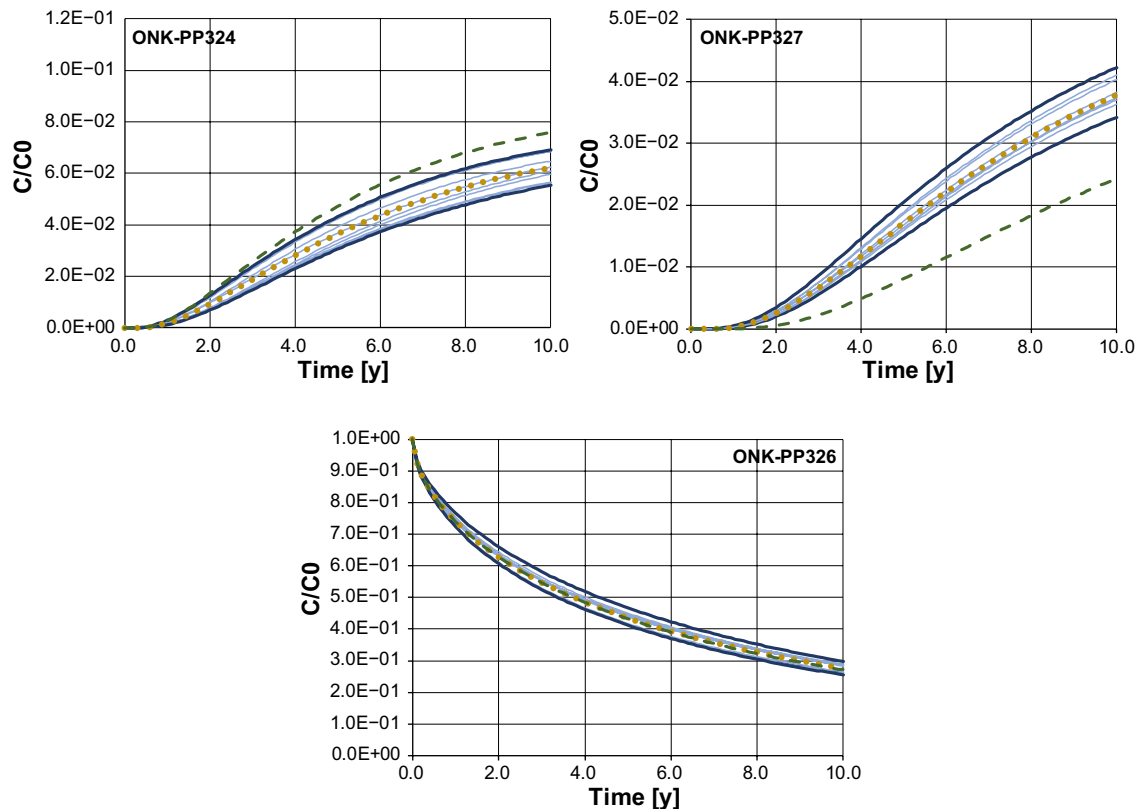 ONK-PP324
1.2E−01
1.0E−01
8.0E−02
6.0E−02
4.0E−02
2.0E−02
0.0E+00
C/C0
0.0 2.0 4.0 6.0 8.0 10.0
Time [y]
ONK-PP327
5.0E−02
4.0E−02
3.0E−02
2.0E−02
1.0E−02
0.0E+00
C/C0
0.0 2.0 4.0 6.0 8.0 10.0
Time [y]
ONK-PP326
1.0E+00
9.0E−01
8.0E−01
7.0E−01
6.0E−01
5.0E−01
4.0E−01
3.0E−01
2.0E−01
1.0E−01
0.0E+00
C/C0
0.0 2.0 4.0 6.0 8.0 10.0
Time [y]